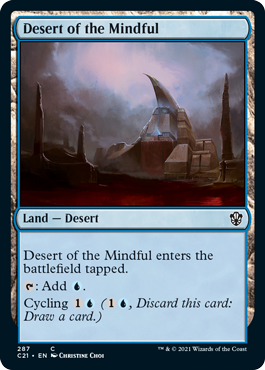 Desert of the Mindful
Land — Desert
Desert of the Mindful enters the
battlefield tapped.
: Add .
Cycling 1 (1 , Discard this card:
Draw a card.)
287 C
C21 • EN Christine Choi
™ & © 2021 Wizards of the Coast